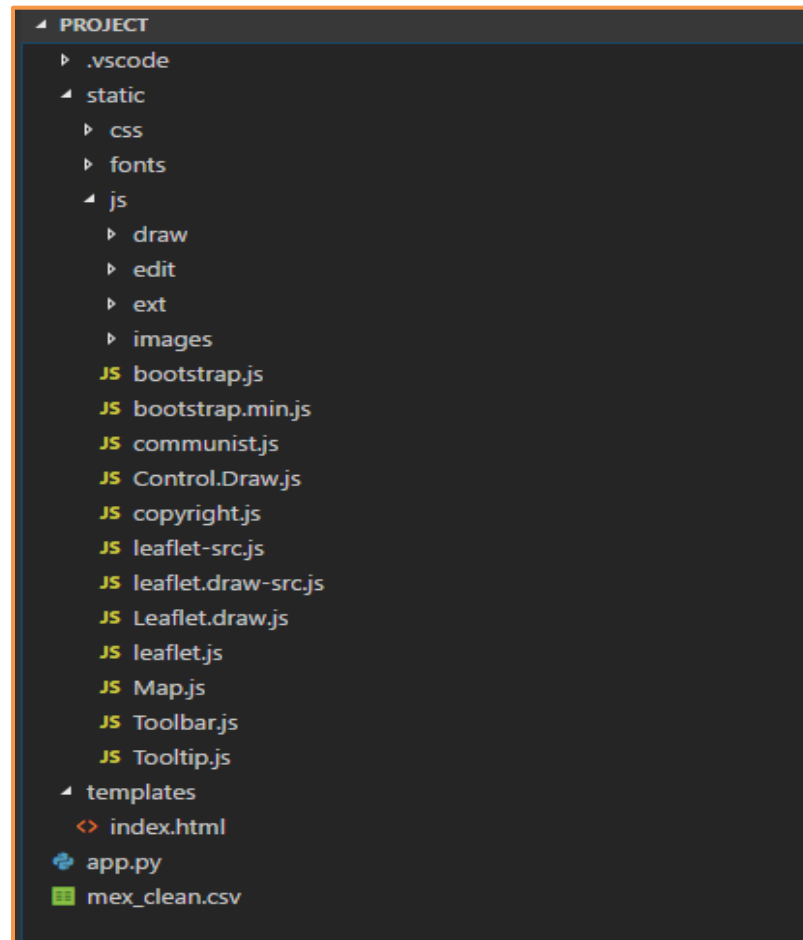 PROJECT
.vscode
static
css
fonts
js
draw
edit
ext
images
JS bootstrap.js
JS bootstrap.min.js
JS communist.js
JS Control.Draw.js
JS copyright.js
JS leaflet-src.js
JS leaflet.draw-src.js
JS Leaflet.draw.js
JS leaflet.js
JS Map.js
JS Toolbar.js
JS Tooltip.js
templates
<> index.html
app.py
mex_clean.csv